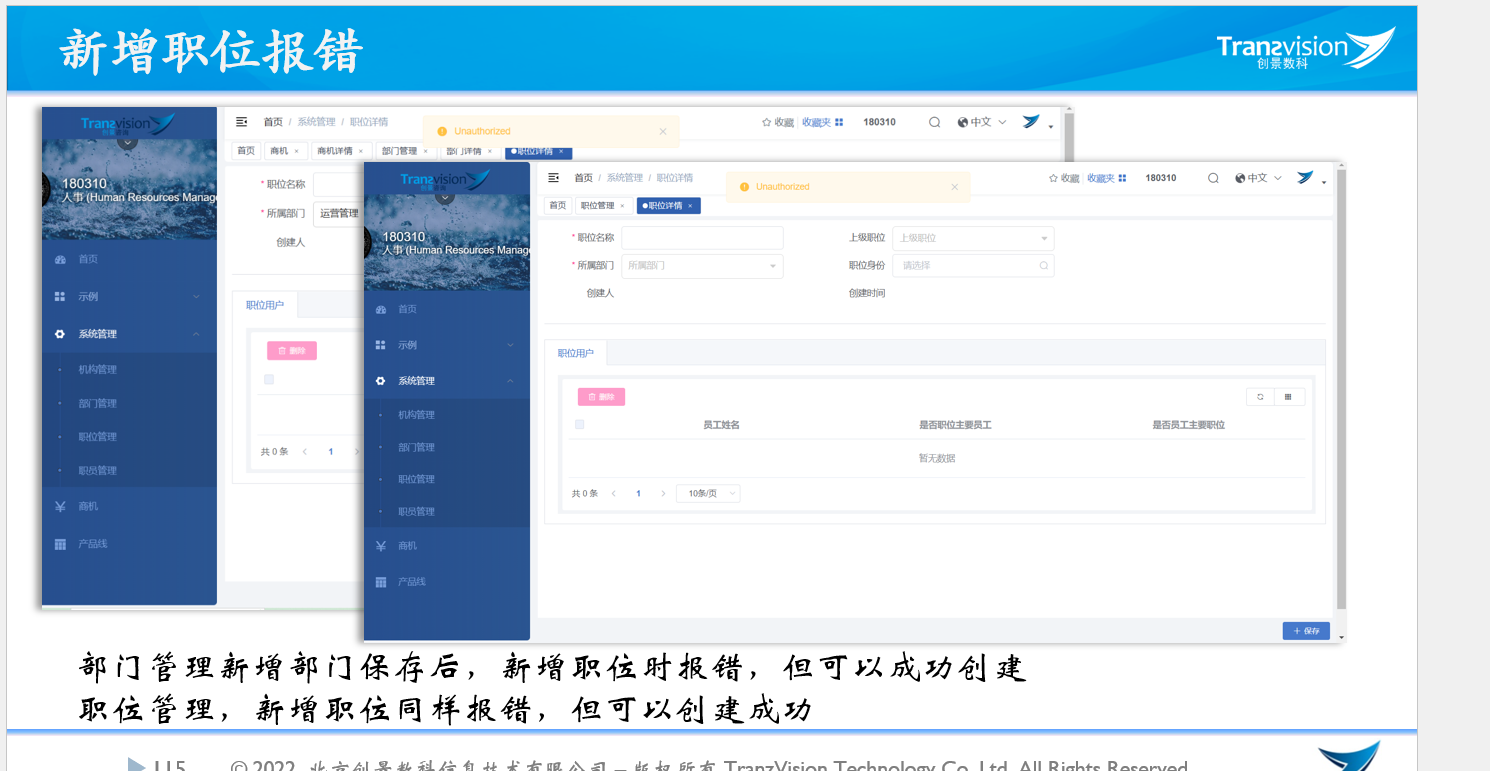 新增职位报错
Tranzvision
创景数科
Tranzvision
首页 / 系统管理 / 职位详情
Unauthorized
收藏 收藏夹 180310 中文
首页 商机 × 商机详情 × 部门管理 × 部门详情 × 职位详情 ×
180310
人事 (Human Resources Manag
* 职位名称
* 所属部门 运营管理
创建人
首页
示例
系统管理
机构管理
部门管理
职位管理
职员管理
商机
产品线
职位用户
删除
共 0 条 1
Tranzvision
首页 / 系统管理 / 职位详情
Unauthorized
收藏 收藏夹 180310 中文
首页 职位管理 × 职位详情 ×
180310
人事 (Human Resources Manag
* 职位名称 上级职位 上级职位
* 所属部门 所属部门 职位身份 请选择
创建人 创建时间
首页
示例
系统管理
机构管理
部门管理
职位管理
职员管理
商机
产品线
职位用户
删除
员工姓名 是否职位主要员工 是否员工主要职位
暂无数据
共 0 条 1 10条/页
+ 保存
部门管理新增部门保存后，新增职位时报错，但可以成功创建
职位管理，新增职位同样报错，但可以创建成功
115 © 2022 北京创景数科信息技术有限公司 – 版权所有 TranzVision Technology Co. Ltd. All Rights Reserved